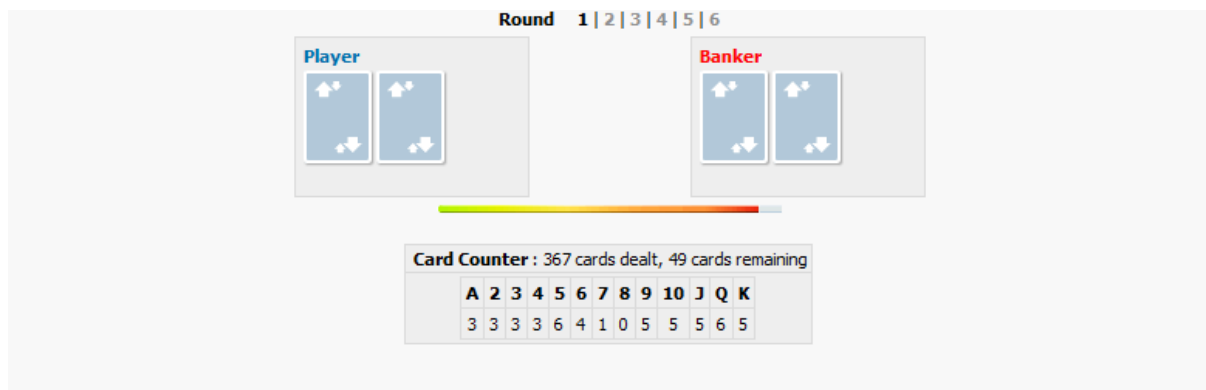 Round 1 | 2 | 3 | 4 | 5 | 6
Player Banker
Card Counter : 367 cards dealt, 49 cards remaining
A 2 3 4 5 6 7 8 9 10 J Q K
3 3 3 3 6 4 1 0 5 5 5 6 5